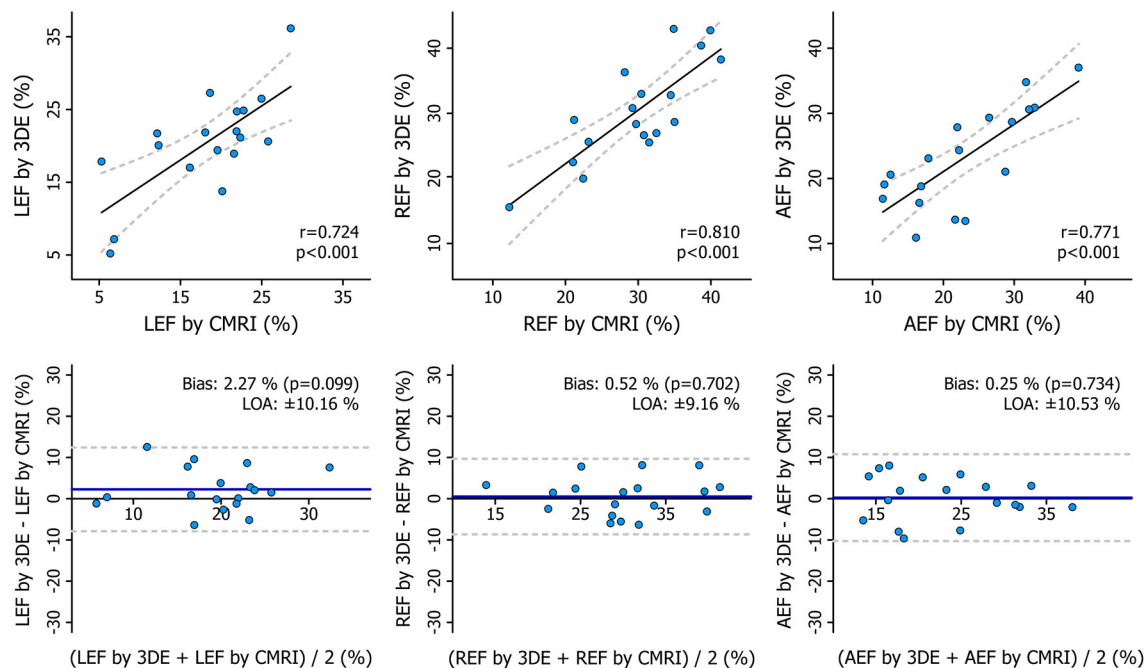 LEF by 3DE (%)
35
25
15
5
r=0.724
p<0.001
5 15 25 35
LEF by CMRI (%)
REF by 3DE (%)
40
30
20
10
r=0.810
p<0.001
10 20 30 40
REF by CMRI (%)
AEF by 3DE (%)
40
30
20
10
r=0.771
p<0.001
10 20 30 40
AEF by CMRI (%)
LEF by 3DE - LEF by CMRI (%)
30
20
10
0
-10
-20
-30
Bias: 2.27 % (p=0.099)
LOA: ±10.16 %
10 20 30
(LEF by 3DE + LEF by CMRI) / 2 (%)
REF by 3DE - REF by CMRI (%)
30
20
10
0
-10
-20
-30
Bias: 0.52 % (p=0.702)
LOA: ±9.16 %
15 25 35
(REF by 3DE + REF by CMRI) / 2 (%)
AEF by 3DE - AEF by CMRI (%)
30
20
10
0
-10
-20
-30
Bias: 0.25 % (p=0.734)
LOA: ±10.53 %
15 25 35
(AEF by 3DE + AEF by CMRI) / 2 (%)